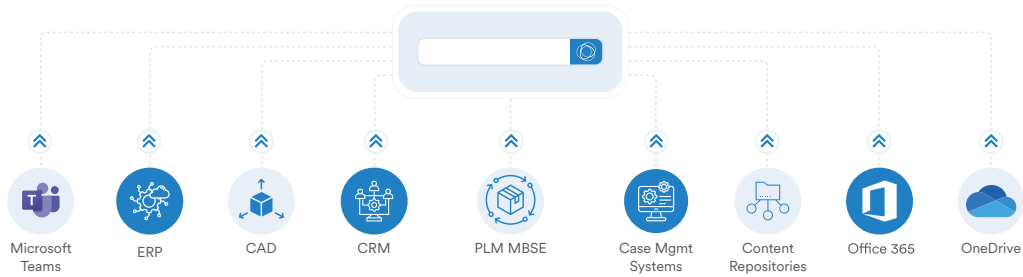 T
Microsoft
Teams
ERP
CAD
CRM
PLM MBSE
Case Mgmt
Systems
Content
Repositories
Office 365
OneDrive